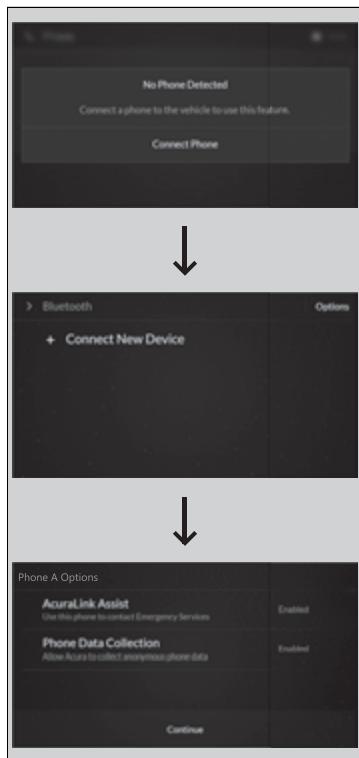 Phone
No Phone Detected
Connect a phone to the vehicle to use this feature.
Connect Phone
Bluetooth
Options
+ Connect New Device
Phone A Options
AcuraLink Assist
Use this phone to contact Emergency Services
Enabled
Phone Data Collection
Allow Acura to collect anonymous phone data
Enabled
Continue